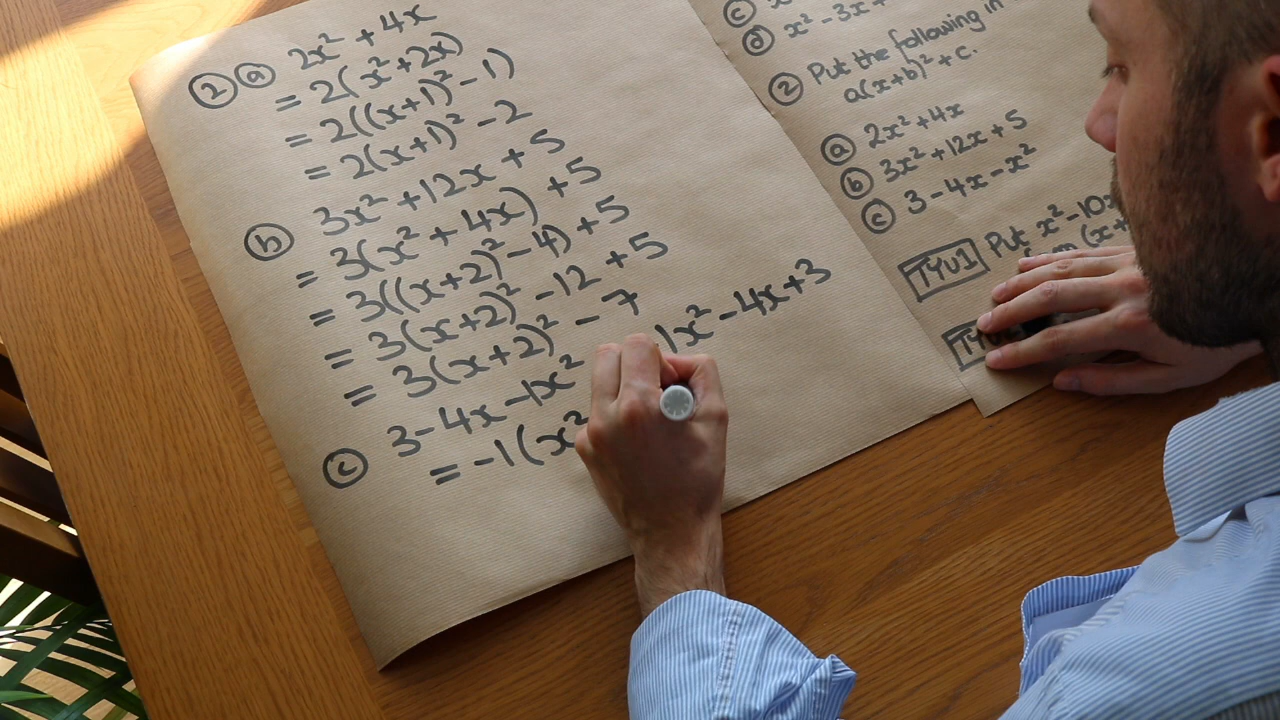 ② ⓐ 2x² + 4x
= 2(x² + 2x)
= 2((x+1)² - 1)
= 2(x+1)² - 2
ⓑ 3x² + 12x + 5
= 3(x² + 4x) + 5
= 3((x+2)² - 4) + 5
= 3(x+2)² - 12 + 5
= 3(x+2)² - 7
ⓒ 3 - 4x - 1x² 1x² - 4x + 3
= -1(x²
ⓒ
ⓓ x² - 3x +
② Put the following in
a(x+b)² + c.
ⓐ 2x² + 4x
ⓑ 3x² + 12x + 5
ⓒ 3 - 4x - x²
TYU1 Put x² - 10x
(x+